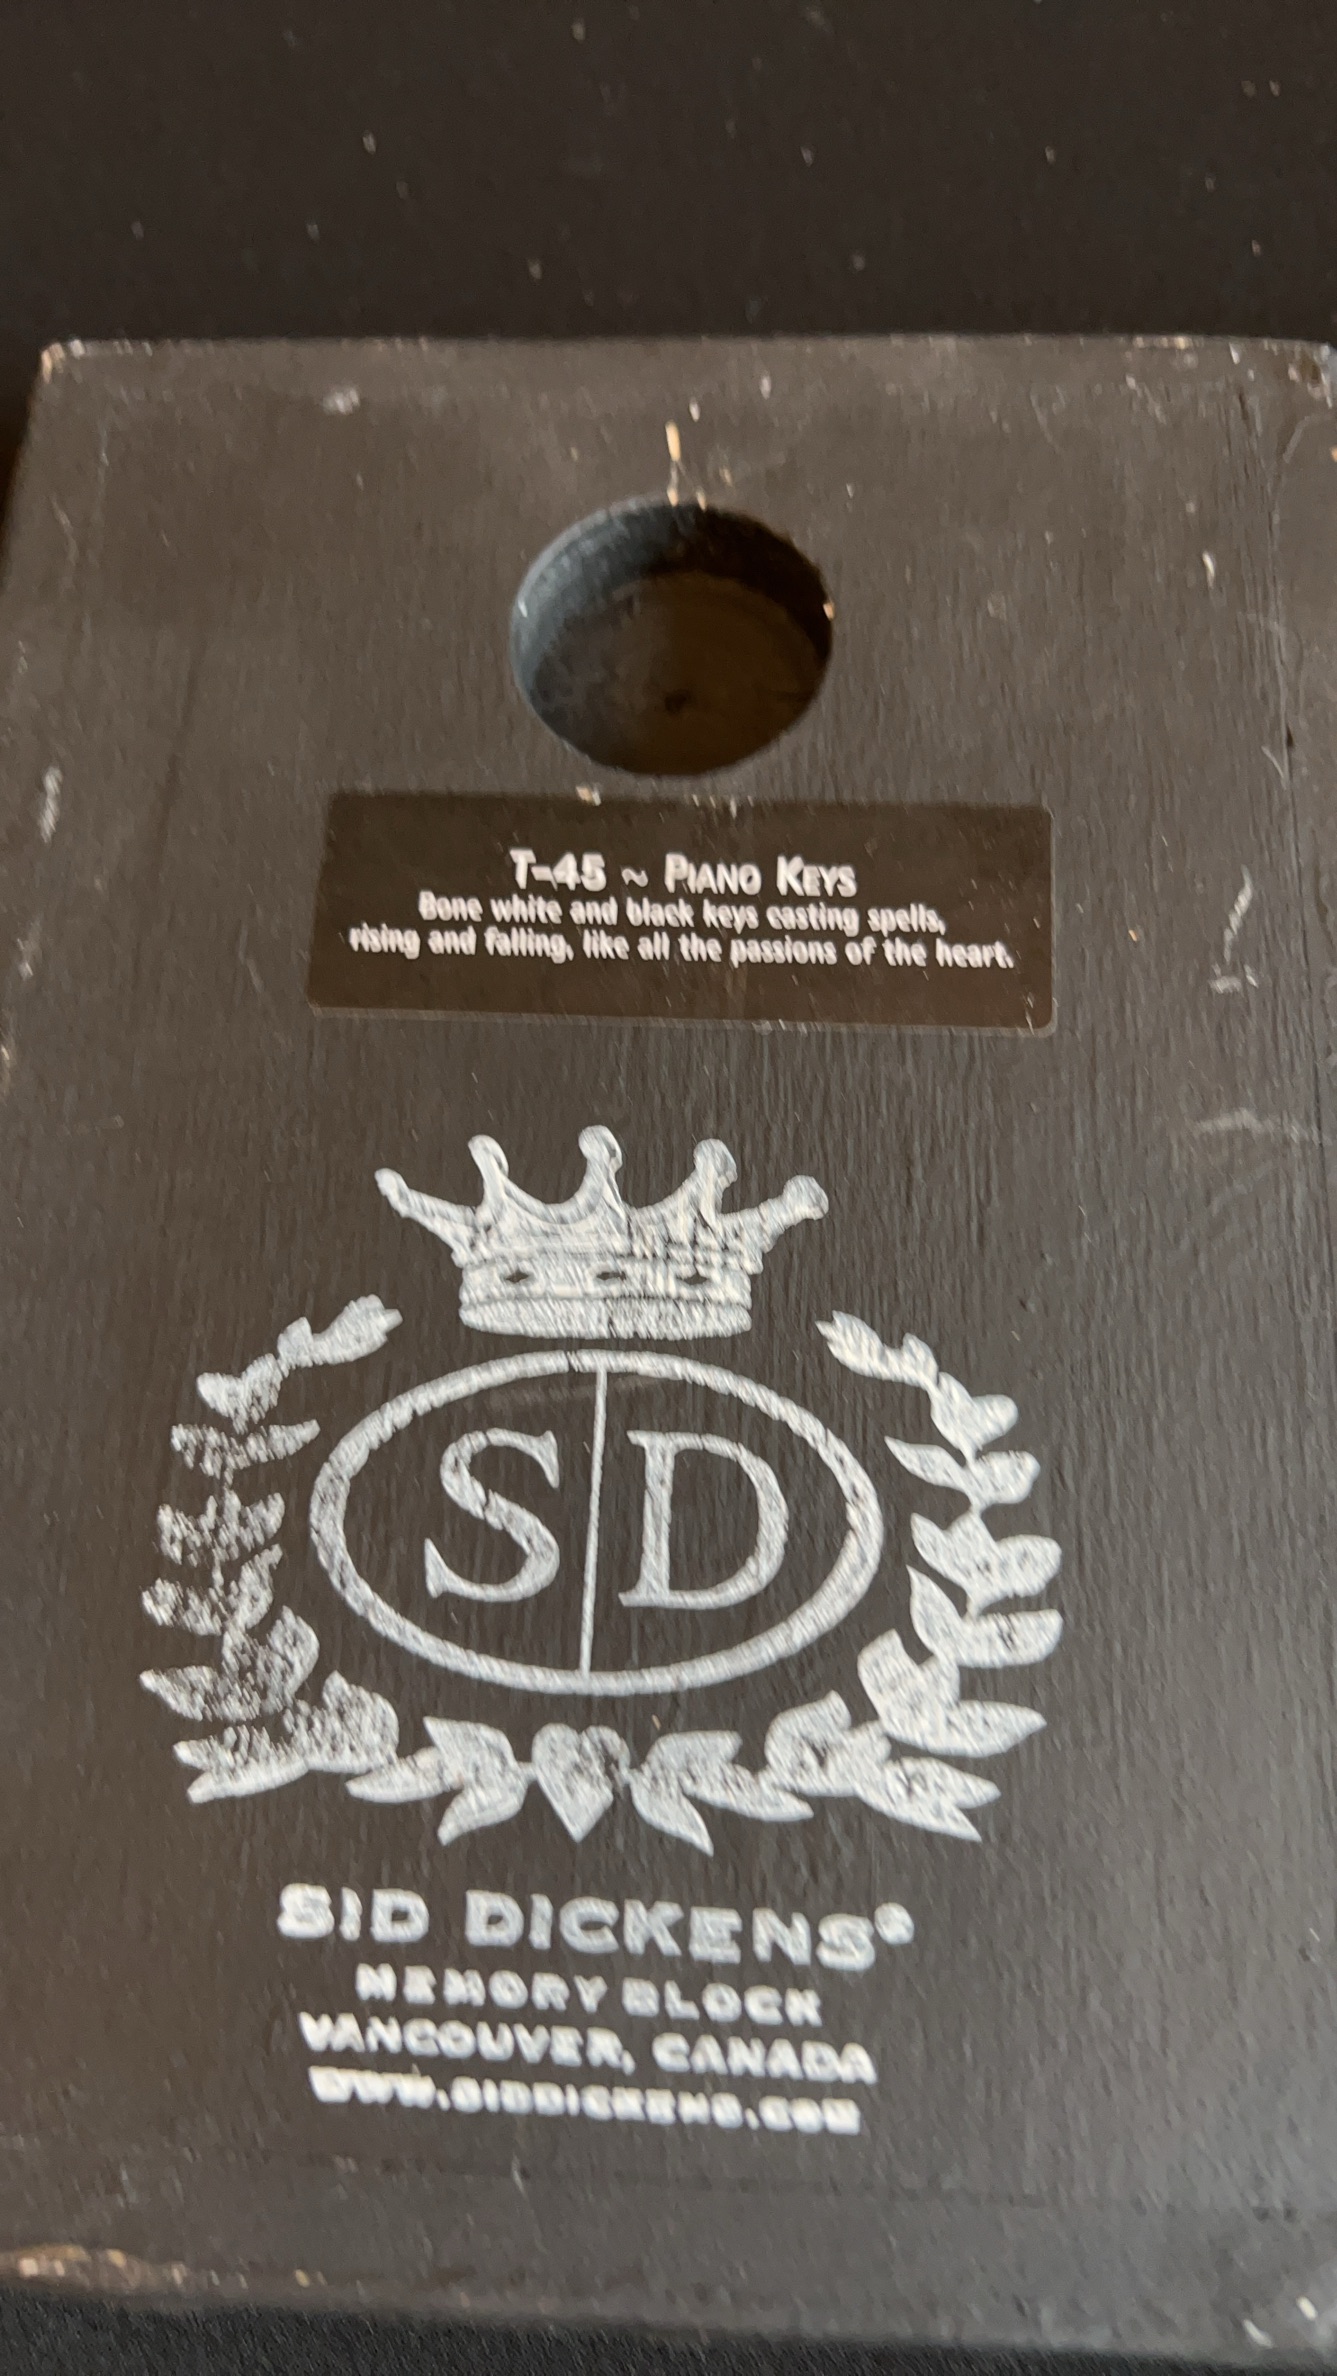 T-45 ~ PIANO KEYS
Bone white and black keys casting spells,
rising and falling, like all the passions of the heart.
S D
SID DICKENS®
MEMORY BLOCK
VANCOUVER, CANADA
WWW.SIDDICKENS.COM